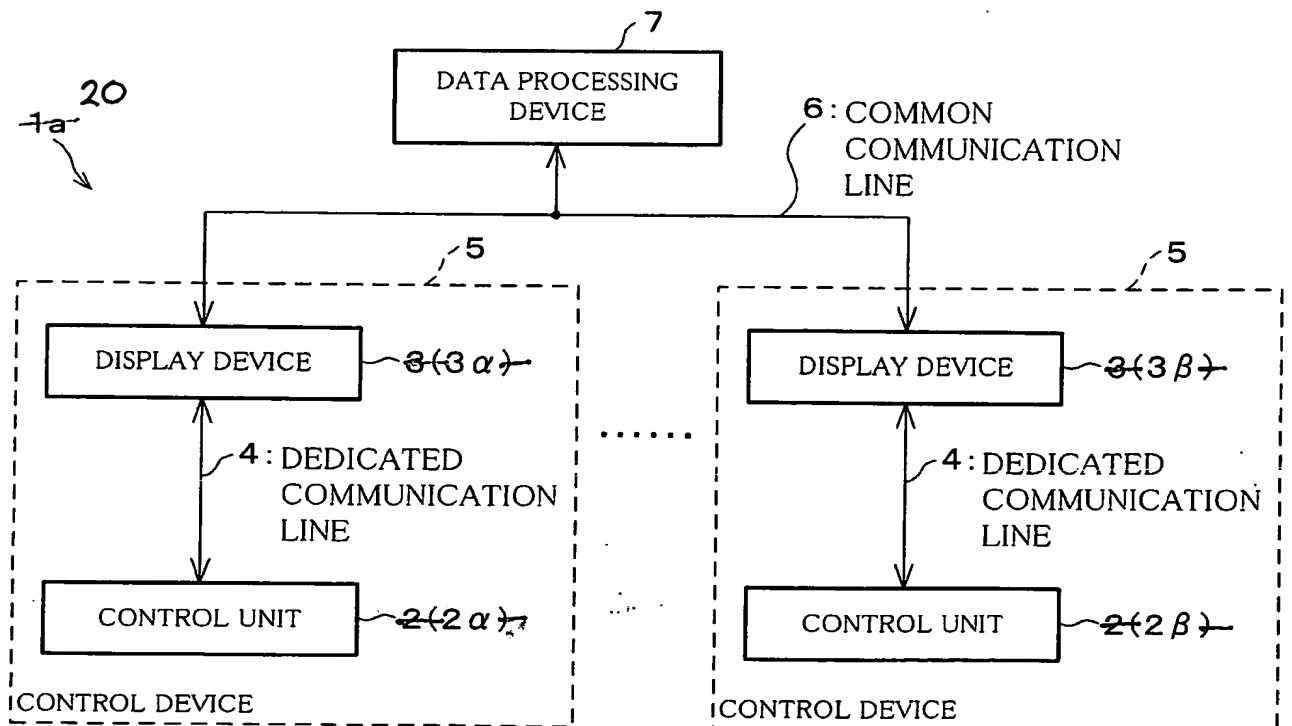 7
DATA PROCESSING
DEVICE
20
1a
6: COMMON
COMMUNICATION
LINE
5
5
DISPLAY DEVICE
3(3α)
DISPLAY DEVICE
3(3β)
......
4: DEDICATED
COMMUNICATION
LINE
4: DEDICATED
COMMUNICATION
LINE
CONTROL UNIT
2(2α)
CONTROL UNIT
2(2β)
CONTROL DEVICE
CONTROL DEVICE